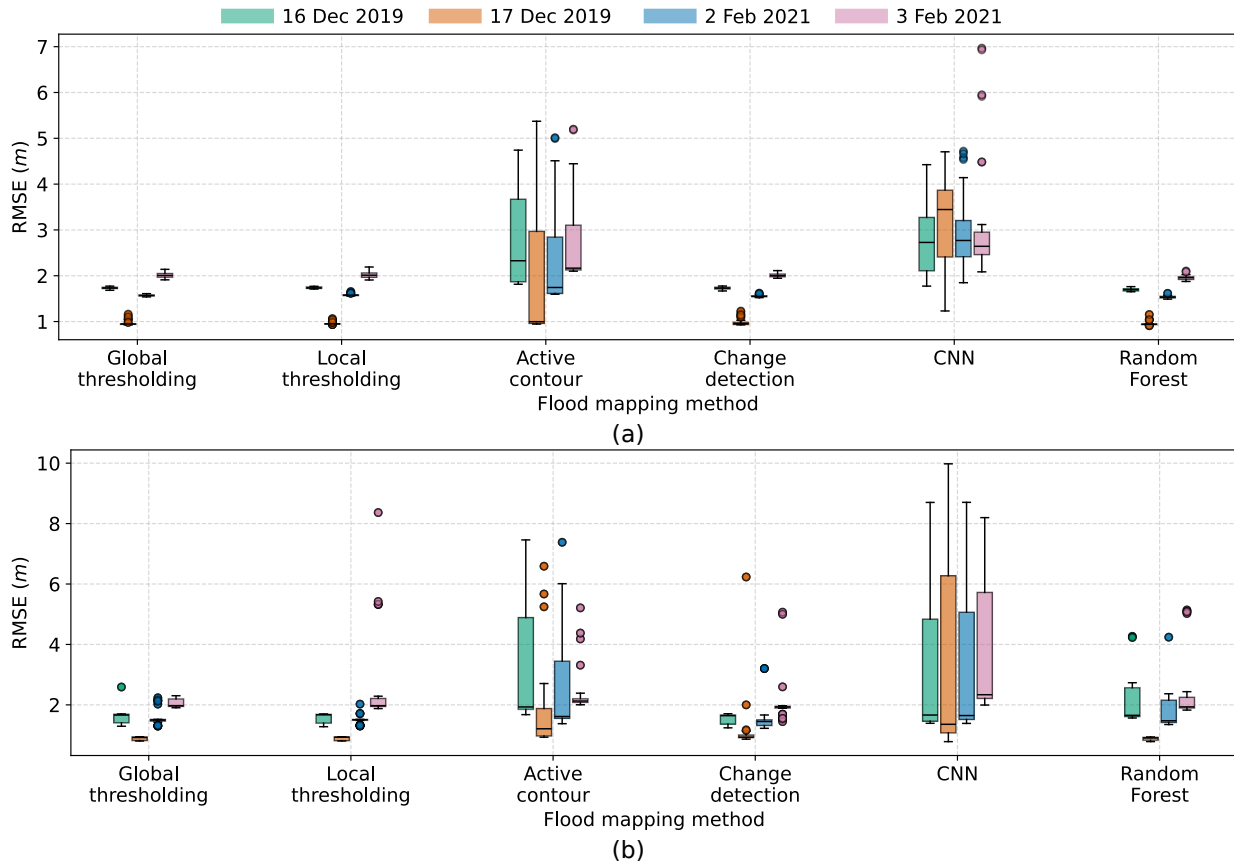 16 Dec 2019 17 Dec 2019 2 Feb 2021 3 Feb 2021
7
6
5
4
3
2
1
RMSE (m)
Global thresholding
Local thresholding
Active contour
Change detection
CNN
Random Forest
Flood mapping method
(a)
10
8
6
4
2
RMSE (m)
Global thresholding
Local thresholding
Active contour
Change detection
CNN
Random Forest
Flood mapping method
(b)